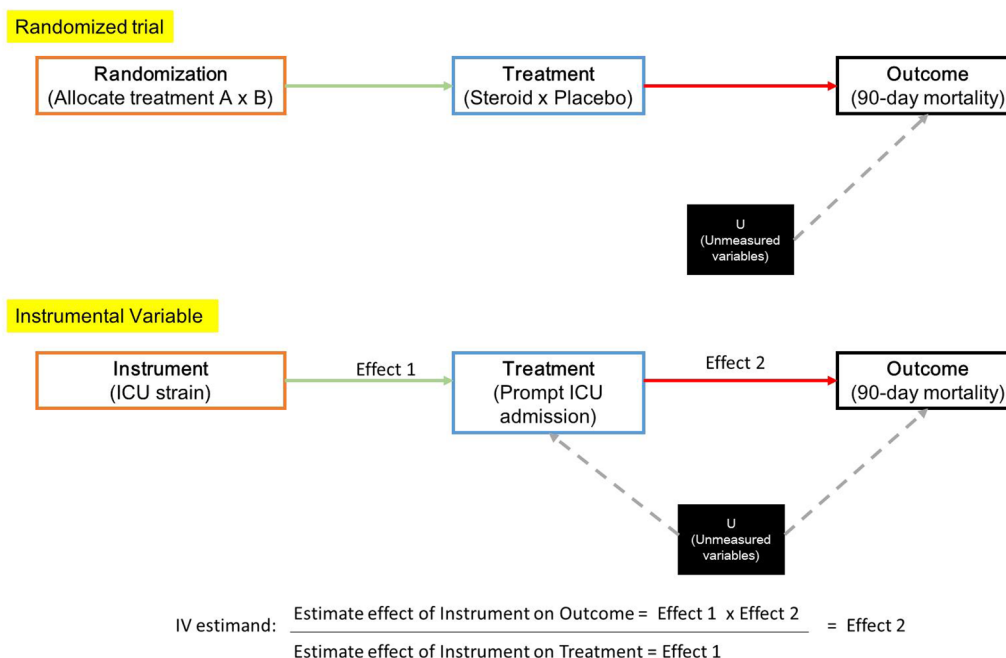 Randomized trial
Randomization
(Allocate treatment A x B)
Treatment
(Steroid x Placebo)
Outcome
(90-day mortality)
U
(Unmeasured
variables)
Instrumental Variable
Instrument
(ICU strain)
Effect 1
Treatment
(Prompt ICU
admission)
Effect 2
Outcome
(90-day mortality)
U
(Unmeasured
variables)
IV estimand:
Estimate effect of Instrument on Outcome = Effect 1 x Effect 2
Estimate effect of Instrument on Treatment = Effect 1
= Effect 2